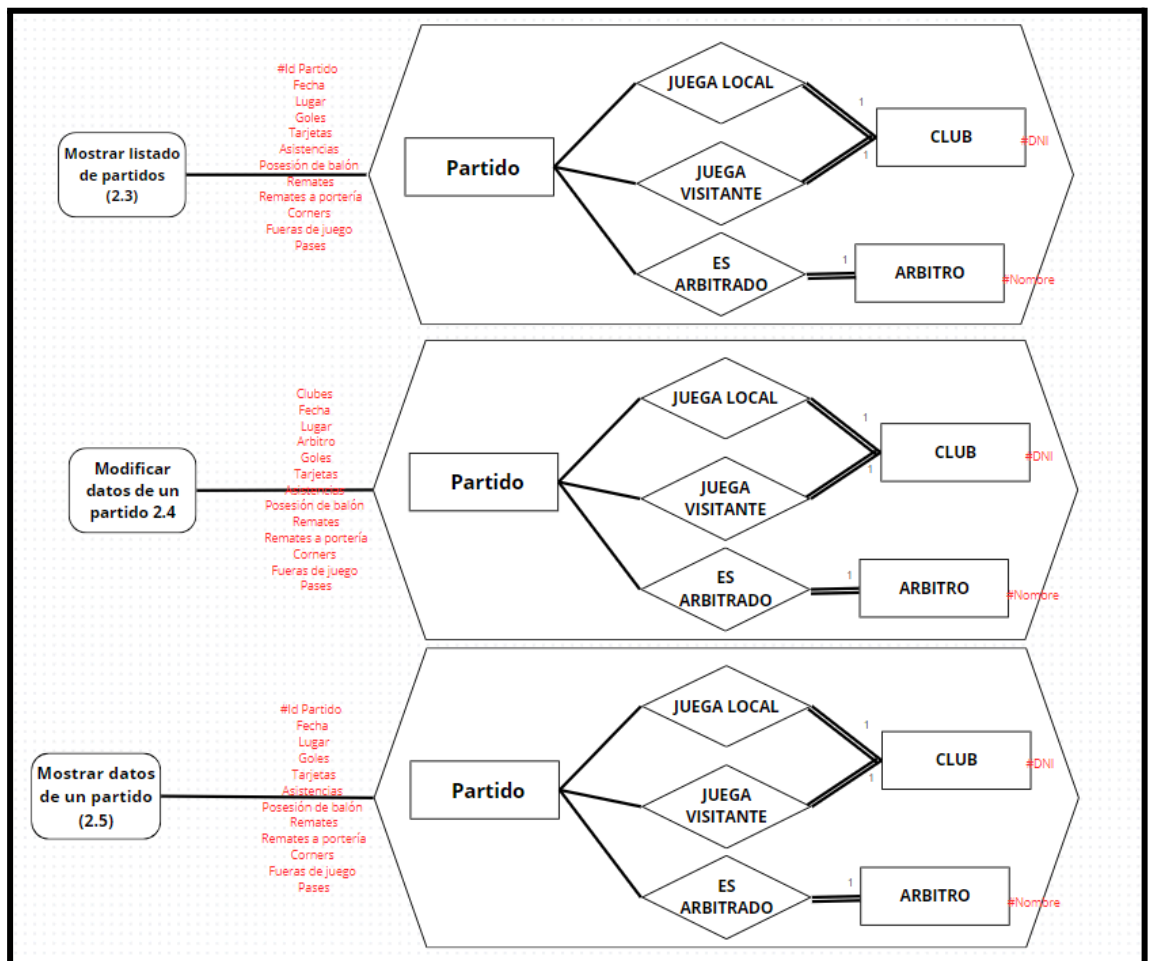 Mostrar listado
de partidos
(2.3)
#Id Partido
Fecha
Lugar
Goles
Tarjetas
Asistencias
Posesión de balón
Remates
Remates a portería
Corners
Fueras de juego
Pases
Partido
JUEGA LOCAL
JUEGA
VISITANTE
ES
ARBITRADO
1
1
1
CLUB
#DNI
ARBITRO
#Nombre
Modificar
datos de un
partido 2.4
Clubes
Fecha
Lugar
Arbitro
Goles
Tarjetas
Asistencias
Posesión de balón
Remates
Remates a portería
Corners
Fueras de juego
Pases
Partido
JUEGA LOCAL
JUEGA
VISITANTE
ES
ARBITRADO
1
1
1
CLUB
#DNI
ARBITRO
#Nombre
Mostrar datos
de un partido
(2.5)
#Id Partido
Fecha
Lugar
Goles
Tarjetas
Asistencias
Posesión de balón
Remates
Remates a portería
Corners
Fueras de juego
Pases
Partido
JUEGA LOCAL
JUEGA
VISITANTE
ES
ARBITRADO
1
1
1
CLUB
#DNI
ARBITRO
#Nombre